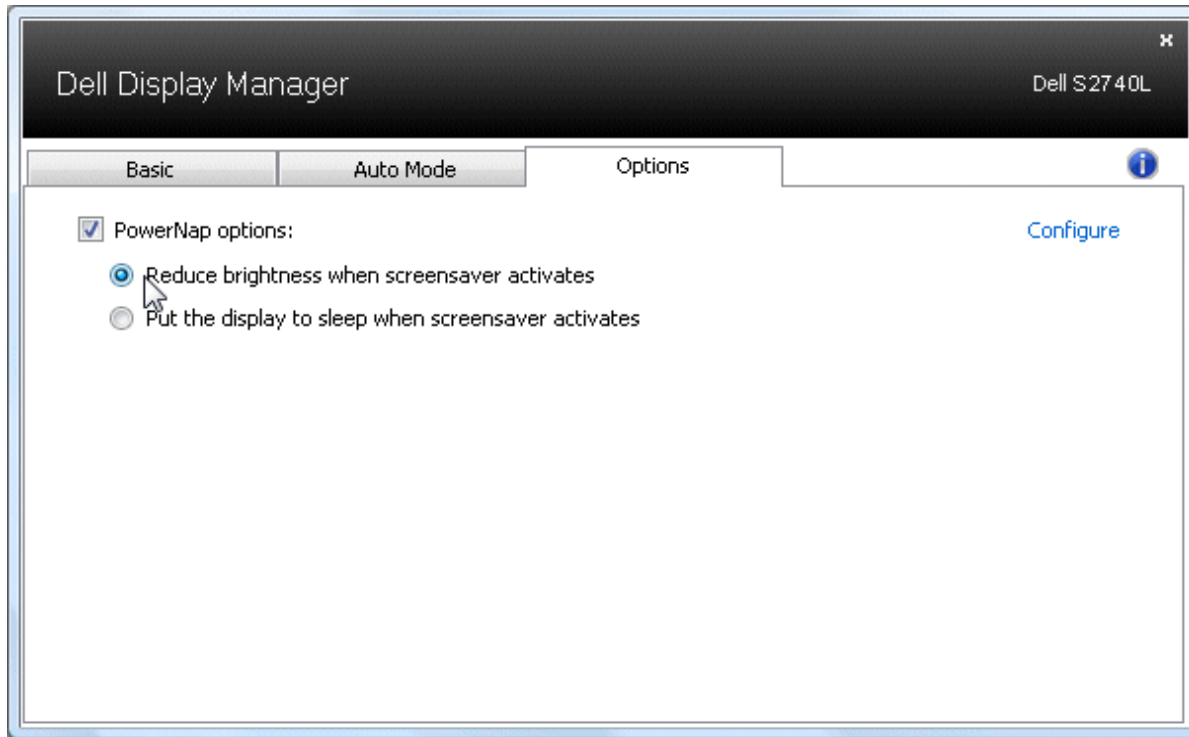 Dell Display Manager
Dell S2740L
Basic
Auto Mode
Options
PowerNap options:
Configure
Reduce brightness when screensaver activates
Put the display to sleep when screensaver activates